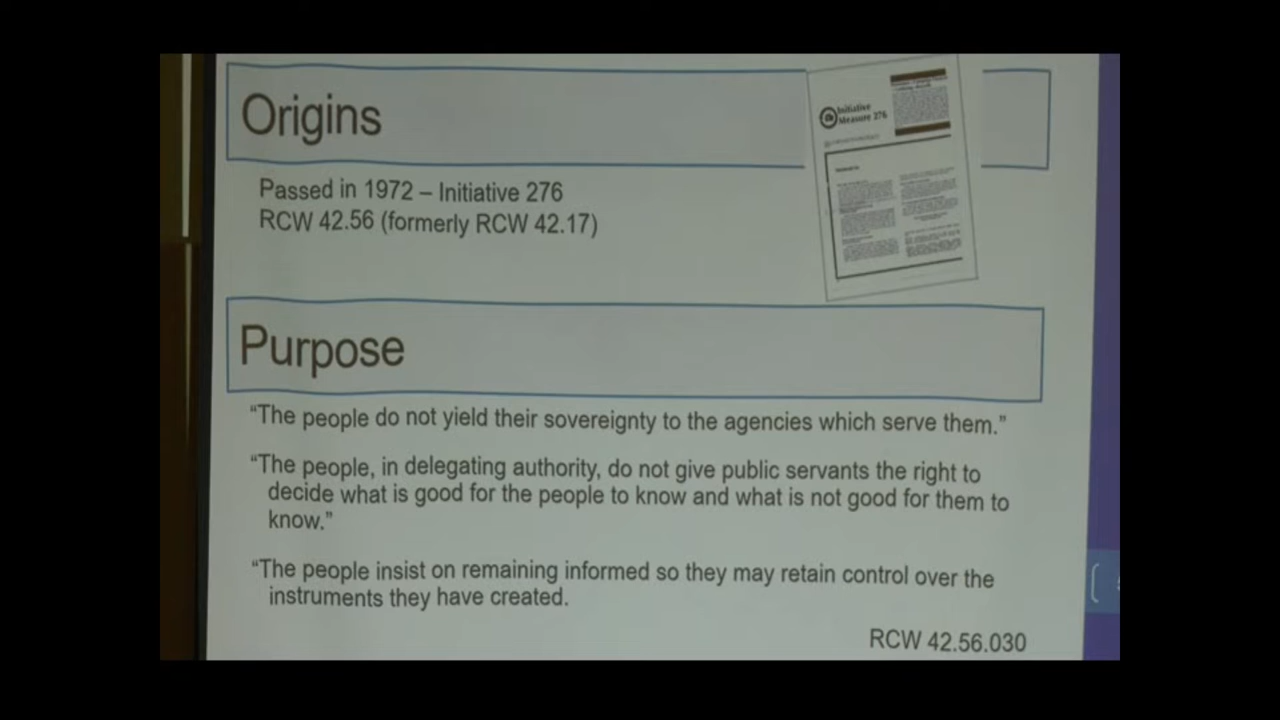 Origins
Initiative
Measure 276
Passed in 1972 – Initiative 276
RCW 42.56 (formerly RCW 42.17)
Purpose
“The people do not yield their sovereignty to the agencies which serve them.”
“The people, in delegating authority, do not give public servants the right to
decide what is good for the people to know and what is not good for them to
know.”
“The people insist on remaining informed so they may retain control over the
instruments they have created.
RCW 42.56.030